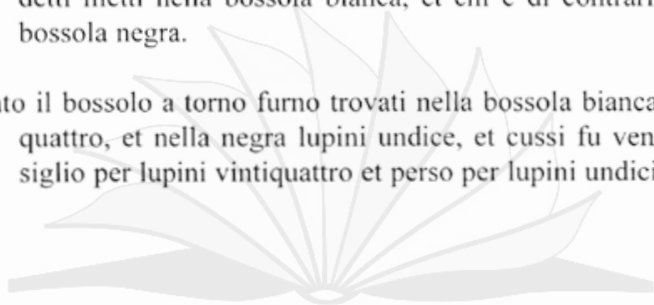 detti metti nella bossola bianca, et chi è di contrari
bossola negra.
to il bossolo a torno furno trovati nella bossola bianca
quattro, et nella negra lupini undice, et cussi fu ven
siglio per lupini vintiquattro et perso per lupini undici